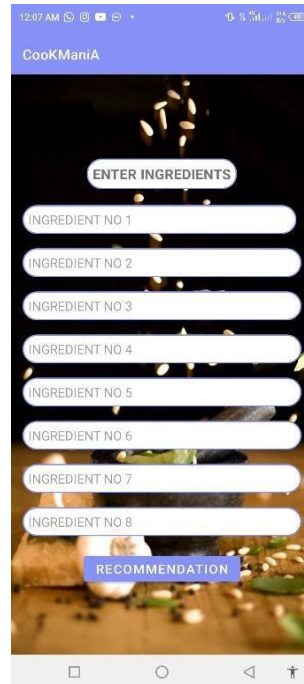 12:07 AM
CooKManiA
ENTER INGREDIENTS
INGREDIENT NO 1
INGREDIENT NO 2
INGREDIENT NO 3
INGREDIENT NO 4
INGREDIENT NO 5
INGREDIENT NO 6
INGREDIENT NO 7
INGREDIENT NO 8
RECOMMENDATION